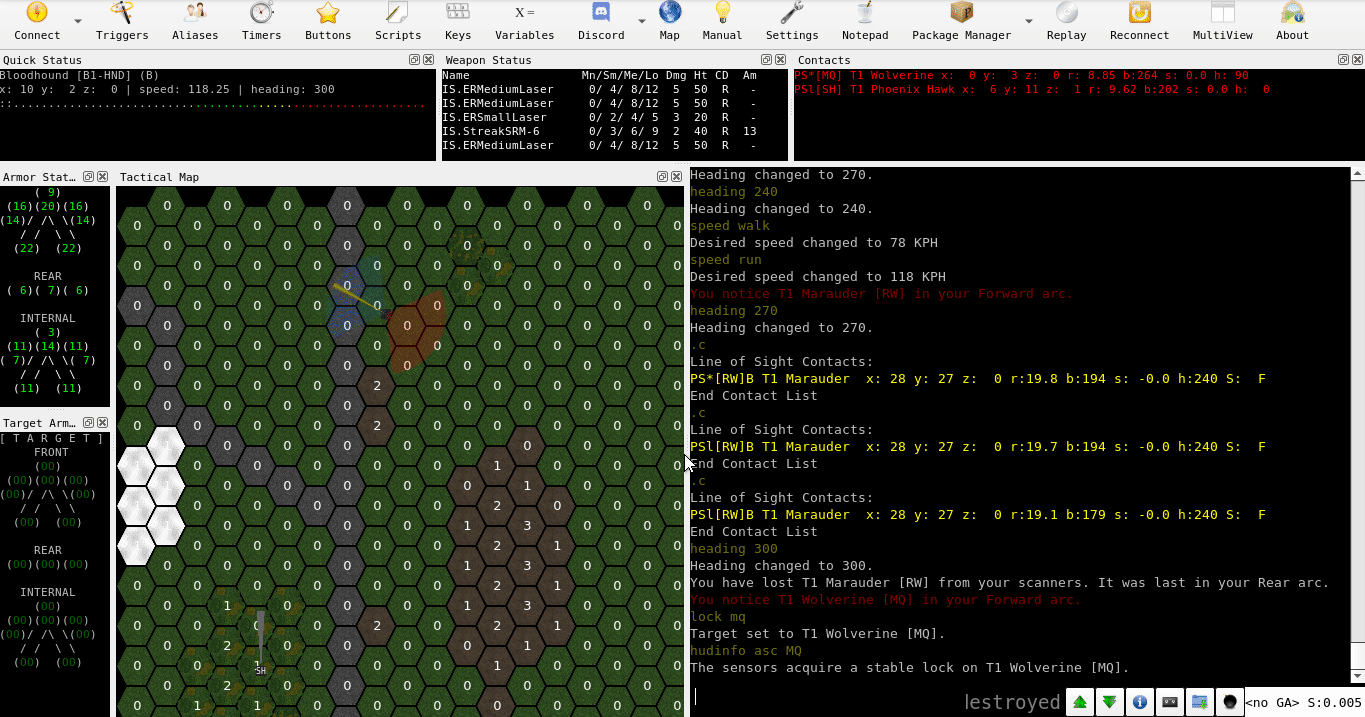 Connect Triggers Aliases Timers Buttons Scripts Keys Variables Discord Map Manual Settings Notepad Package Manager Replay Reconnect MultiView About
X =
Quick Status
Bloodhound [B1-HND] (B)
x: 10 y:  2 z:  0 | speed: 118.25 | heading: 300
Weapon Status
Name Mn/Sm/Me/Lo Dmg Ht CD Am
IS.ERMediumLaser 0/ 4/ 8/12 5 50 R -
IS.ERMediumLaser 0/ 4/ 8/12 5 50 R -
IS.ERSmallLaser 0/ 2/ 4/ 5 3 20 R -
IS.StreakSRM-6 0/ 3/ 6/ 9 2 40 R 13
IS.ERMediumLaser 0/ 4/ 8/12 5 50 R -
Contacts
PS*[MQ] T1 Wolverine x:  0 y:  3 z:  0 r: 8.85 b:264 s: 0.0 h: 90
PSl[SH] T1 Phoenix Hawk x:  6 y: 11 z:  1 r: 9.62 b:202 s: 0.0 h:  0
Armor Stat...
( 9)
(16)(20)(16)
(14)/ /\ \(14)
/ / \ \
(22)  (22)
REAR
( 6)( 7)( 6)
INTERNAL
( 3)
(11)(14)(11)
( 7)/ /\ \( 7)
/ / \ \
(11)  (11)
Target Arm...
[ T A R G E T ]
FRONT
(00)
(00)(00)(00)
(00)/ /\ \(00)
/ / \ \
(00)  (00)
REAR
(00)(00)(00)
INTERNAL
(00)
(00)(00)(00)
(00)/ /\ \(00)
/ / \ \
(00)  (00)
Tactical Map
SH
Heading changed to 270.
heading 240
Heading changed to 240.
speed walk
Desired speed changed to 78 KPH
speed run
Desired speed changed to 118 KPH
You notice T1 Marauder [RW] in your Forward arc.
heading 270
Heading changed to 270.
.c
Line of Sight Contacts:
PS*[RW]B T1 Marauder  x: 28 y: 27 z:  0 r:19.8 b:194 s: -0.0 h:240 S:  F
End Contact List
.c
Line of Sight Contacts:
PSl[RW]B T1 Marauder  x: 28 y: 27 z:  0 r:19.7 b:194 s: -0.0 h:240 S:  F
End Contact List
.c
Line of Sight Contacts:
PSl[RW]B T1 Marauder  x: 28 y: 27 z:  0 r:19.1 b:179 s: -0.0 h:240 S:  F
End Contact List
heading 300
Heading changed to 300.
You have lost T1 Marauder [RW] from your scanners. It was last in your Rear arc.
You notice T1 Wolverine [MQ] in your Forward arc.
lock mq
Target set to T1 Wolverine [MQ].
hudinfo asc MQ
The sensors acquire a stable lock on T1 Wolverine [MQ].
lestroyed
<no GA> S:0.005